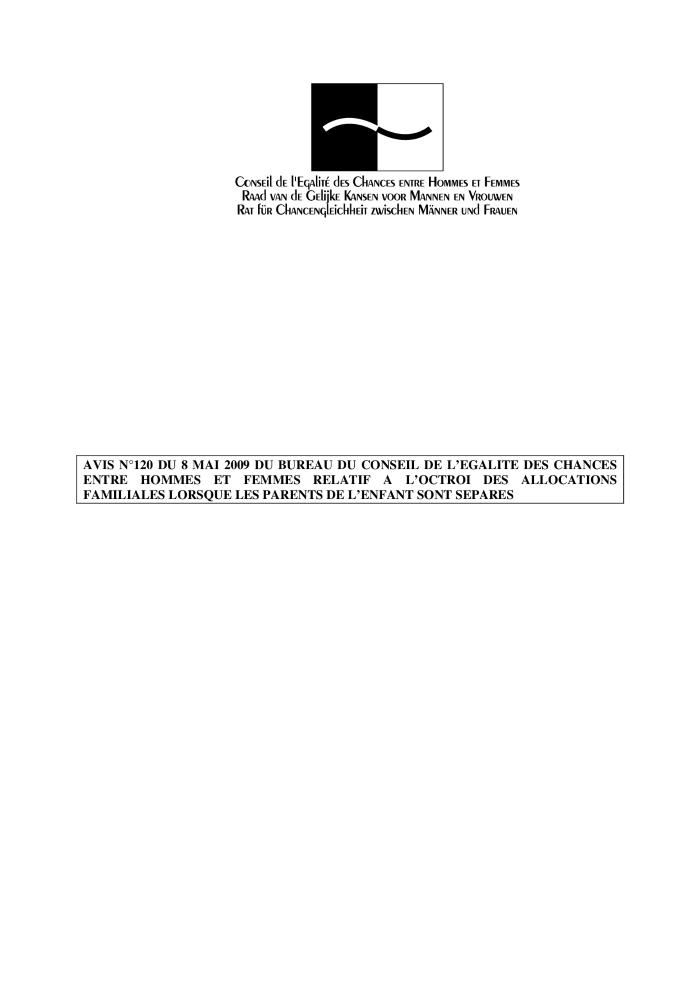 Conseil de l'Egalité des Chances entre Hommes et Femmes
Raad van de Gelijke Kansen voor Mannen en Vrouwen
Rat für Chancengleichheit zwischen Männer und Frauen
AVIS N°120 DU 8 MAI 2009 DU BUREAU DU CONSEIL DE L'EGALITE DES CHANCES
ENTRE HOMMES ET FEMMES RELATIF A L'OCTROI DES ALLOCATIONS
FAMILIALES LORSQUE LES PARENTS DE L'ENFANT SONT SEPARES